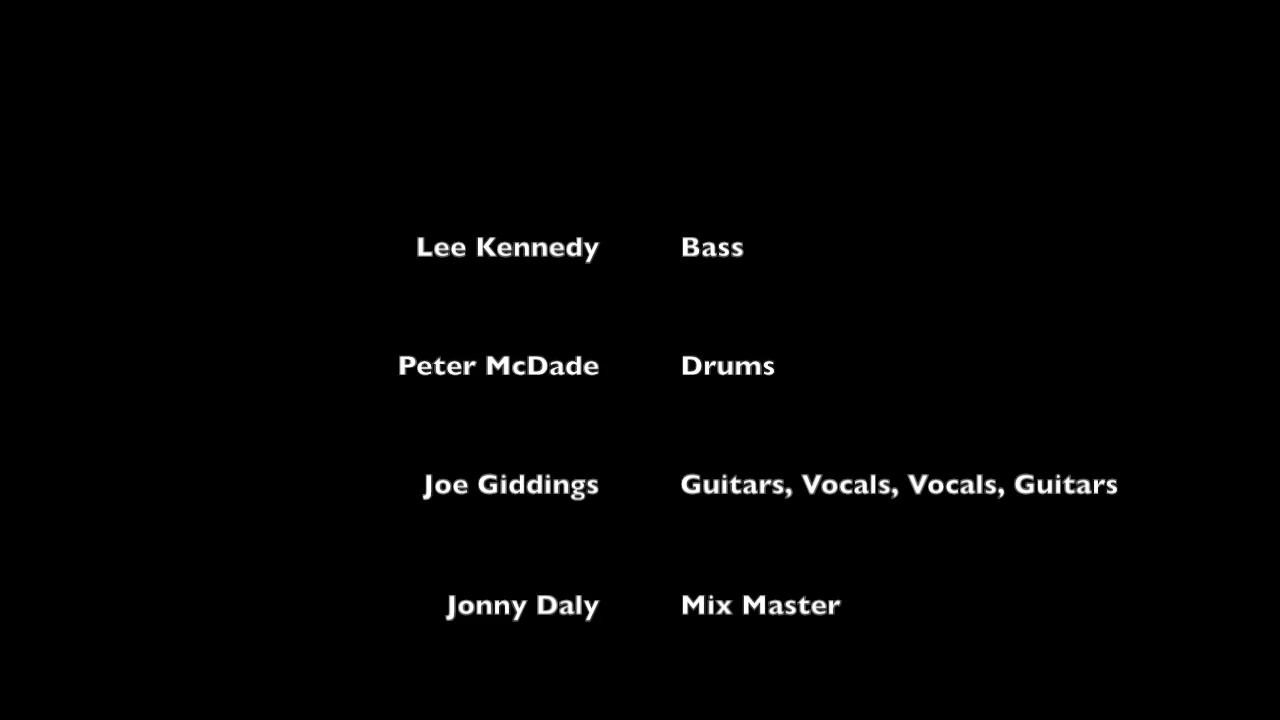 Lee Kennedy Bass
Peter McDade Drums
Joe Giddings Guitars, Vocals, Vocals, Guitars
Jonny Daly Mix Master